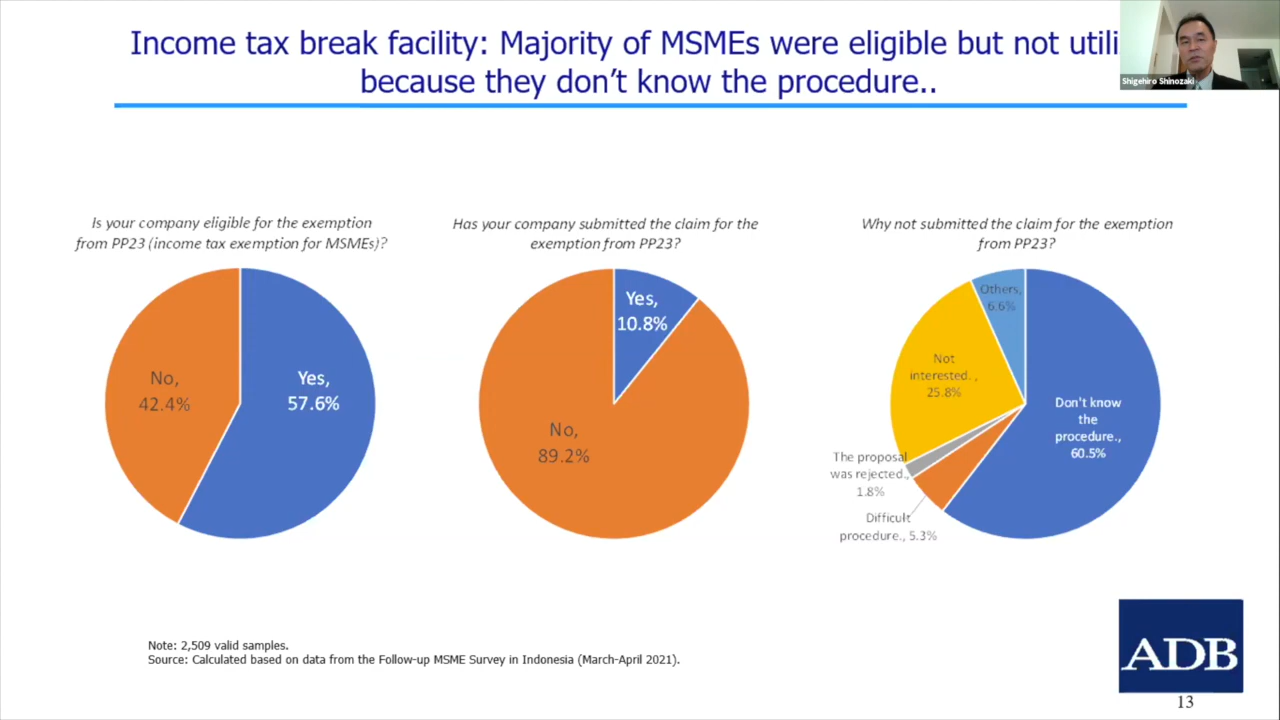 Income tax break facility: Majority of MSMEs were eligible but not utili
because they don't know the procedure..
Shigehiro Shinozaki
Is your company eligible for the exemption
from PP23 (income tax exemption for MSMEs)?
No,
42.4%
Yes,
57.6%
Has your company submitted the claim for the
exemption from PP23?
Yes,
10.8%
No,
89.2%
Why not submitted the claim for the exemption
from PP23?
Others,
6.6%
Not
interested. ,
25.8%
Don't know
the
procedure.,
60.5%
The proposal
was rejected.,
1.8%
Difficult
procedure., 5.3%
Note: 2,509 valid samples.
Source: Calculated based on data from the Follow-up MSME Survey in Indonesia (March-April 2021).
ADB
13